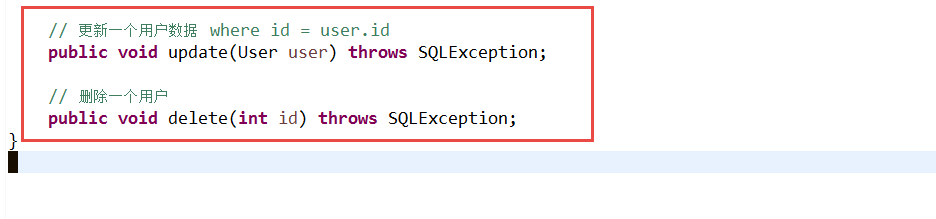 // 更新一个用户数据 where id = user.id
public void update(User user) throws SQLException;
// 删除一个用户
public void delete(int id) throws SQLException;
}